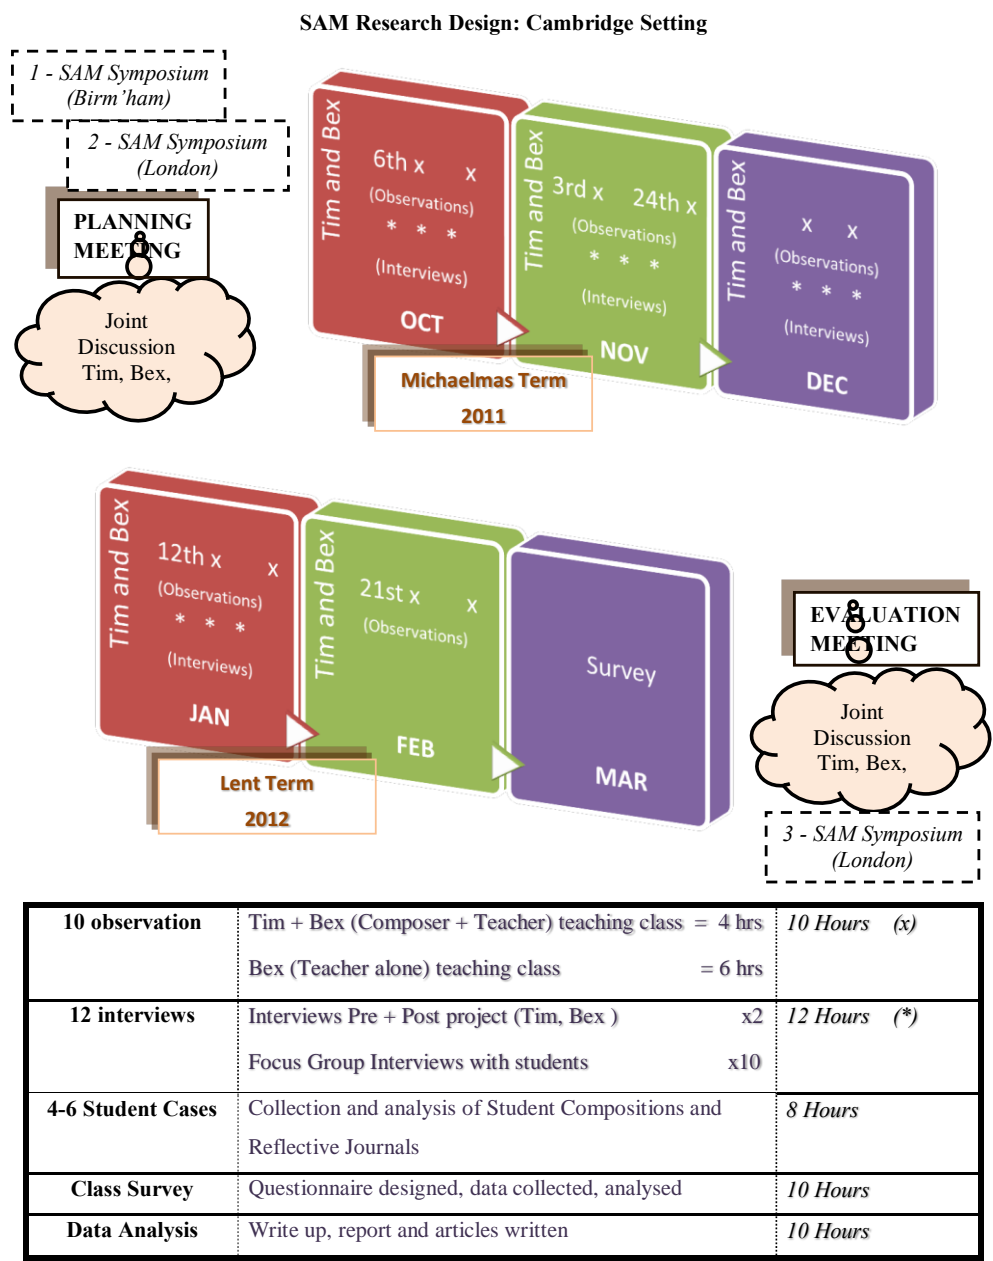 SAM Research Design: Cambridge Setting
1 - SAM Symposium
(Birm'ham)
2 - SAM Symposium
(London)
PLANNING
MEETING
Joint
Discussion
Tim, Bex,
Tim and Bex
6th x x
(Observations)
* * *
(Interviews)
OCT
Tim and Bex
3rd x 24th x
(Observations)
* * *
(Interviews)
NOV
Tim and Bex
x x
(Observations)
* * *
(Interviews)
DEC
Michaelmas Term
2011
Tim and Bex
12th x x
(Observations)
* * *
(Interviews)
JAN
Tim and Bex
21st x x
(Observations)
FEB
Survey
MAR
Lent Term
2012
EVALUATION
MEETING
Joint
Discussion
Tim, Bex,
3 - SAM Symposium
(London)
10 observation Tim + Bex (Composer + Teacher) teaching class = 4 hrs 10 Hours (x)
Bex (Teacher alone) teaching class = 6 hrs
12 interviews Interviews Pre + Post project (Tim, Bex ) x2 12 Hours (*)
Focus Group Interviews with students x10
4-6 Student Cases Collection and analysis of Student Compositions and 8 Hours
Reflective Journals
Class Survey Questionnaire designed, data collected, analysed 10 Hours
Data Analysis Write up, report and articles written 10 Hours